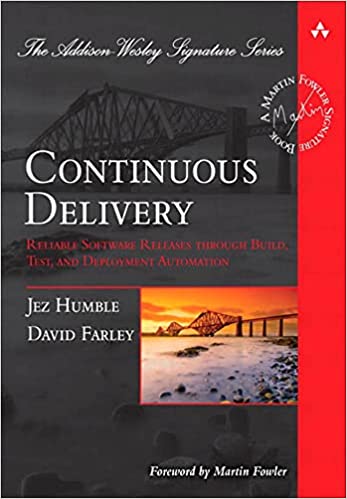 The Addison-Wesley Signature Series
A MARTIN FOWLER SIGNATURE BOOK
Martin
CONTINUOUS
DELIVERY
RELIABLE SOFTWARE RELEASES THROUGH BUILD,
TEST, AND DEPLOYMENT AUTOMATION
JEZ HUMBLE
DAVID FARLEY
Foreword by Martin Fowler